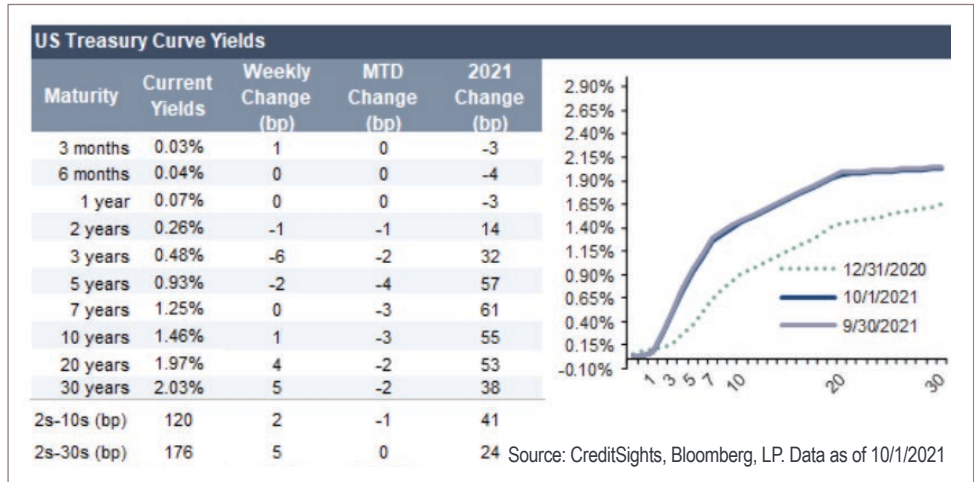 US Treasury Curve Yields
Maturity Current Yields Weekly Change (bp) MTD Change (bp) 2021 Change (bp)
3 months 0.03% 1 0 -3
6 months 0.04% 0 0 -4
1 year 0.07% 0 0 -3
2 years 0.26% -1 -1 14
3 years 0.48% -6 -2 32
5 years 0.93% -2 -4 57
7 years 1.25% 0 -3 61
10 years 1.46% 1 -3 55
20 years 1.97% 4 -2 53
30 years 2.03% 5 -2 38
2s-10s (bp) 120 2 -1 41
2s-30s (bp) 176 5 0 24
2.90%
2.65%
2.40%
2.15%
1.90%
1.65%
1.40%
1.15%
0.90%
0.65%
0.40%
0.15%
-0.10%
12/31/2020
10/1/2021
9/30/2021
1 3 5 7 10 20 30
Source: CreditSights, Bloomberg, LP. Data as of 10/1/2021